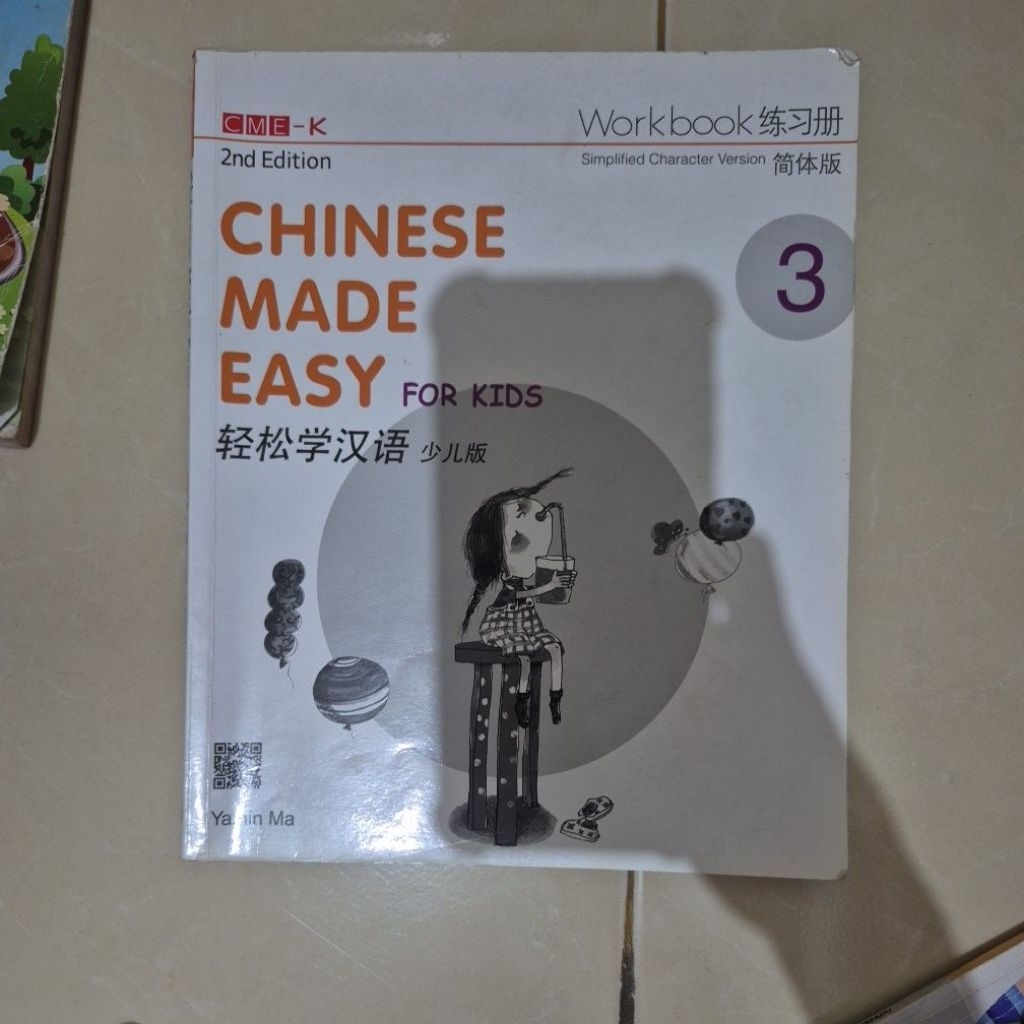 CME-K
Workbook 练习册
2nd Edition
Simplified Character Version 简体版
CHINESE
MADE
EASY FOR KIDS
轻松学汉语 少儿版
3
Ma